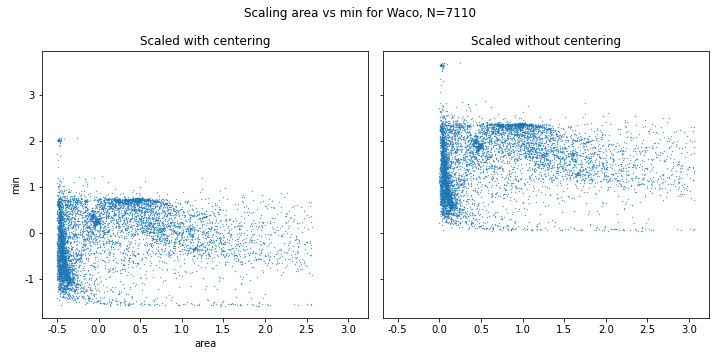 Scaling area vs min for Waco, N=7110
Scaled with centering
Scaled without centering
3
2
1
0
-1
min
-0.5 0.0 0.5 1.0 1.5 2.0 2.5 3.0
-0.5 0.0 0.5 1.0 1.5 2.0 2.5 3.0
area